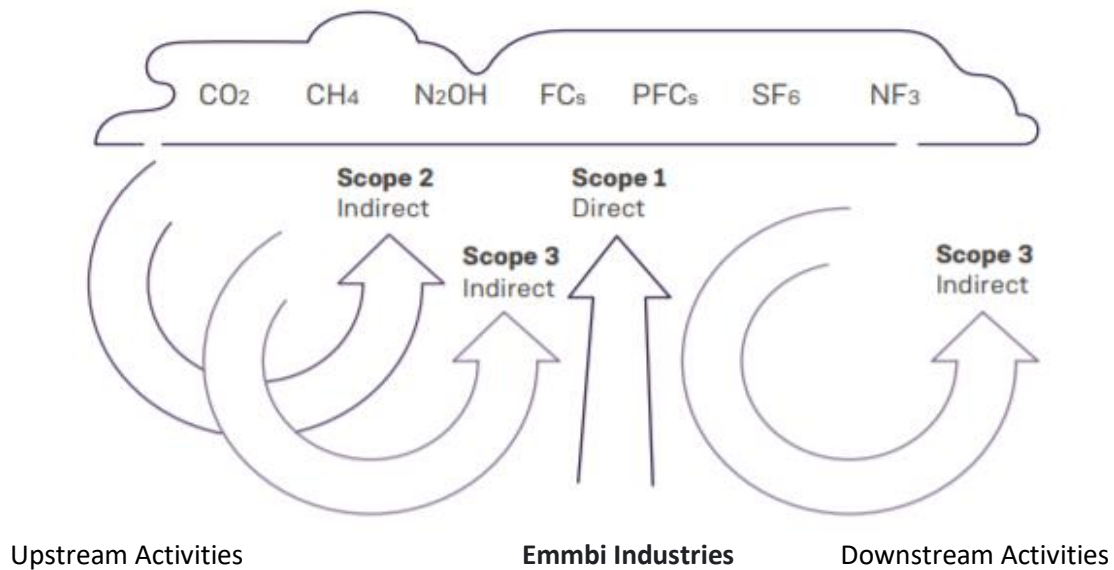 CO2 CH4 N2OH FCs PFCs SF6 NF3
Scope 2
Indirect
Scope 1
Direct
Scope 3
Indirect
Scope 3
Indirect
Upstream Activities Emmbi Industries Downstream Activities